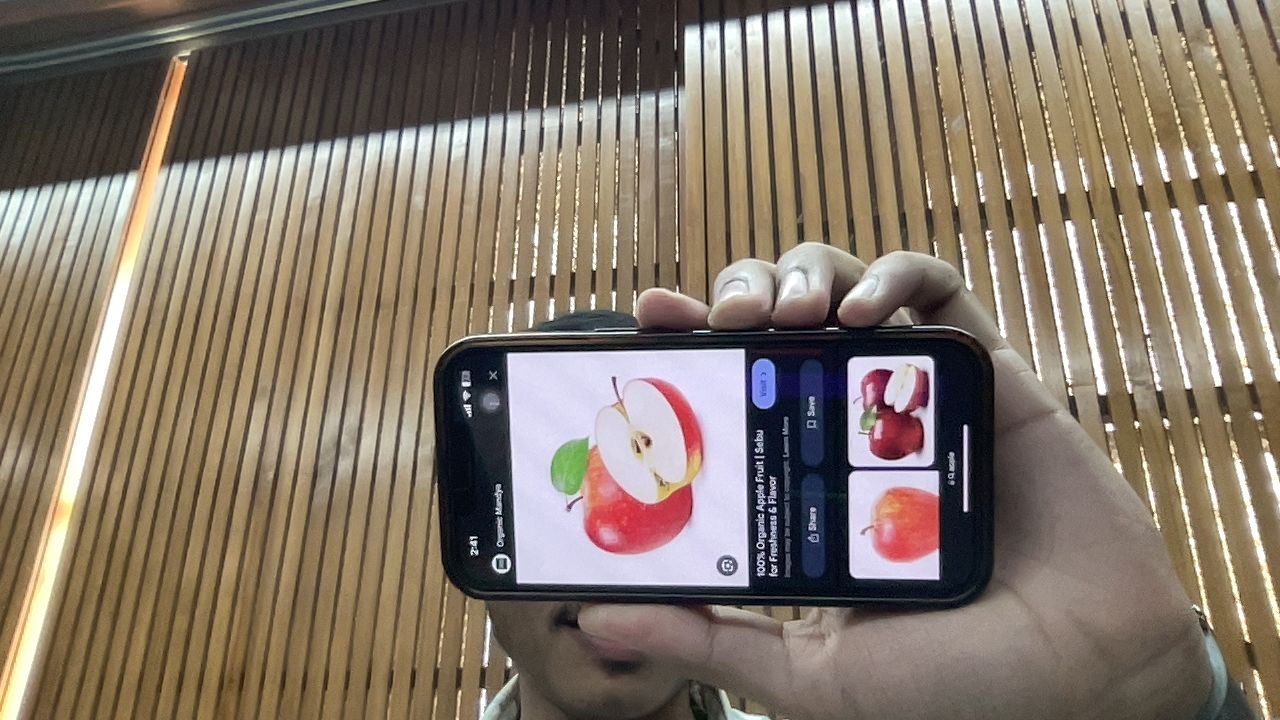 2:41
Organic Mandya
100% Organic Apple Fruit | Sebu
for Freshness & Flavor
Visit >
Images may be subject to copyright. Learn More
Share
Save
apple